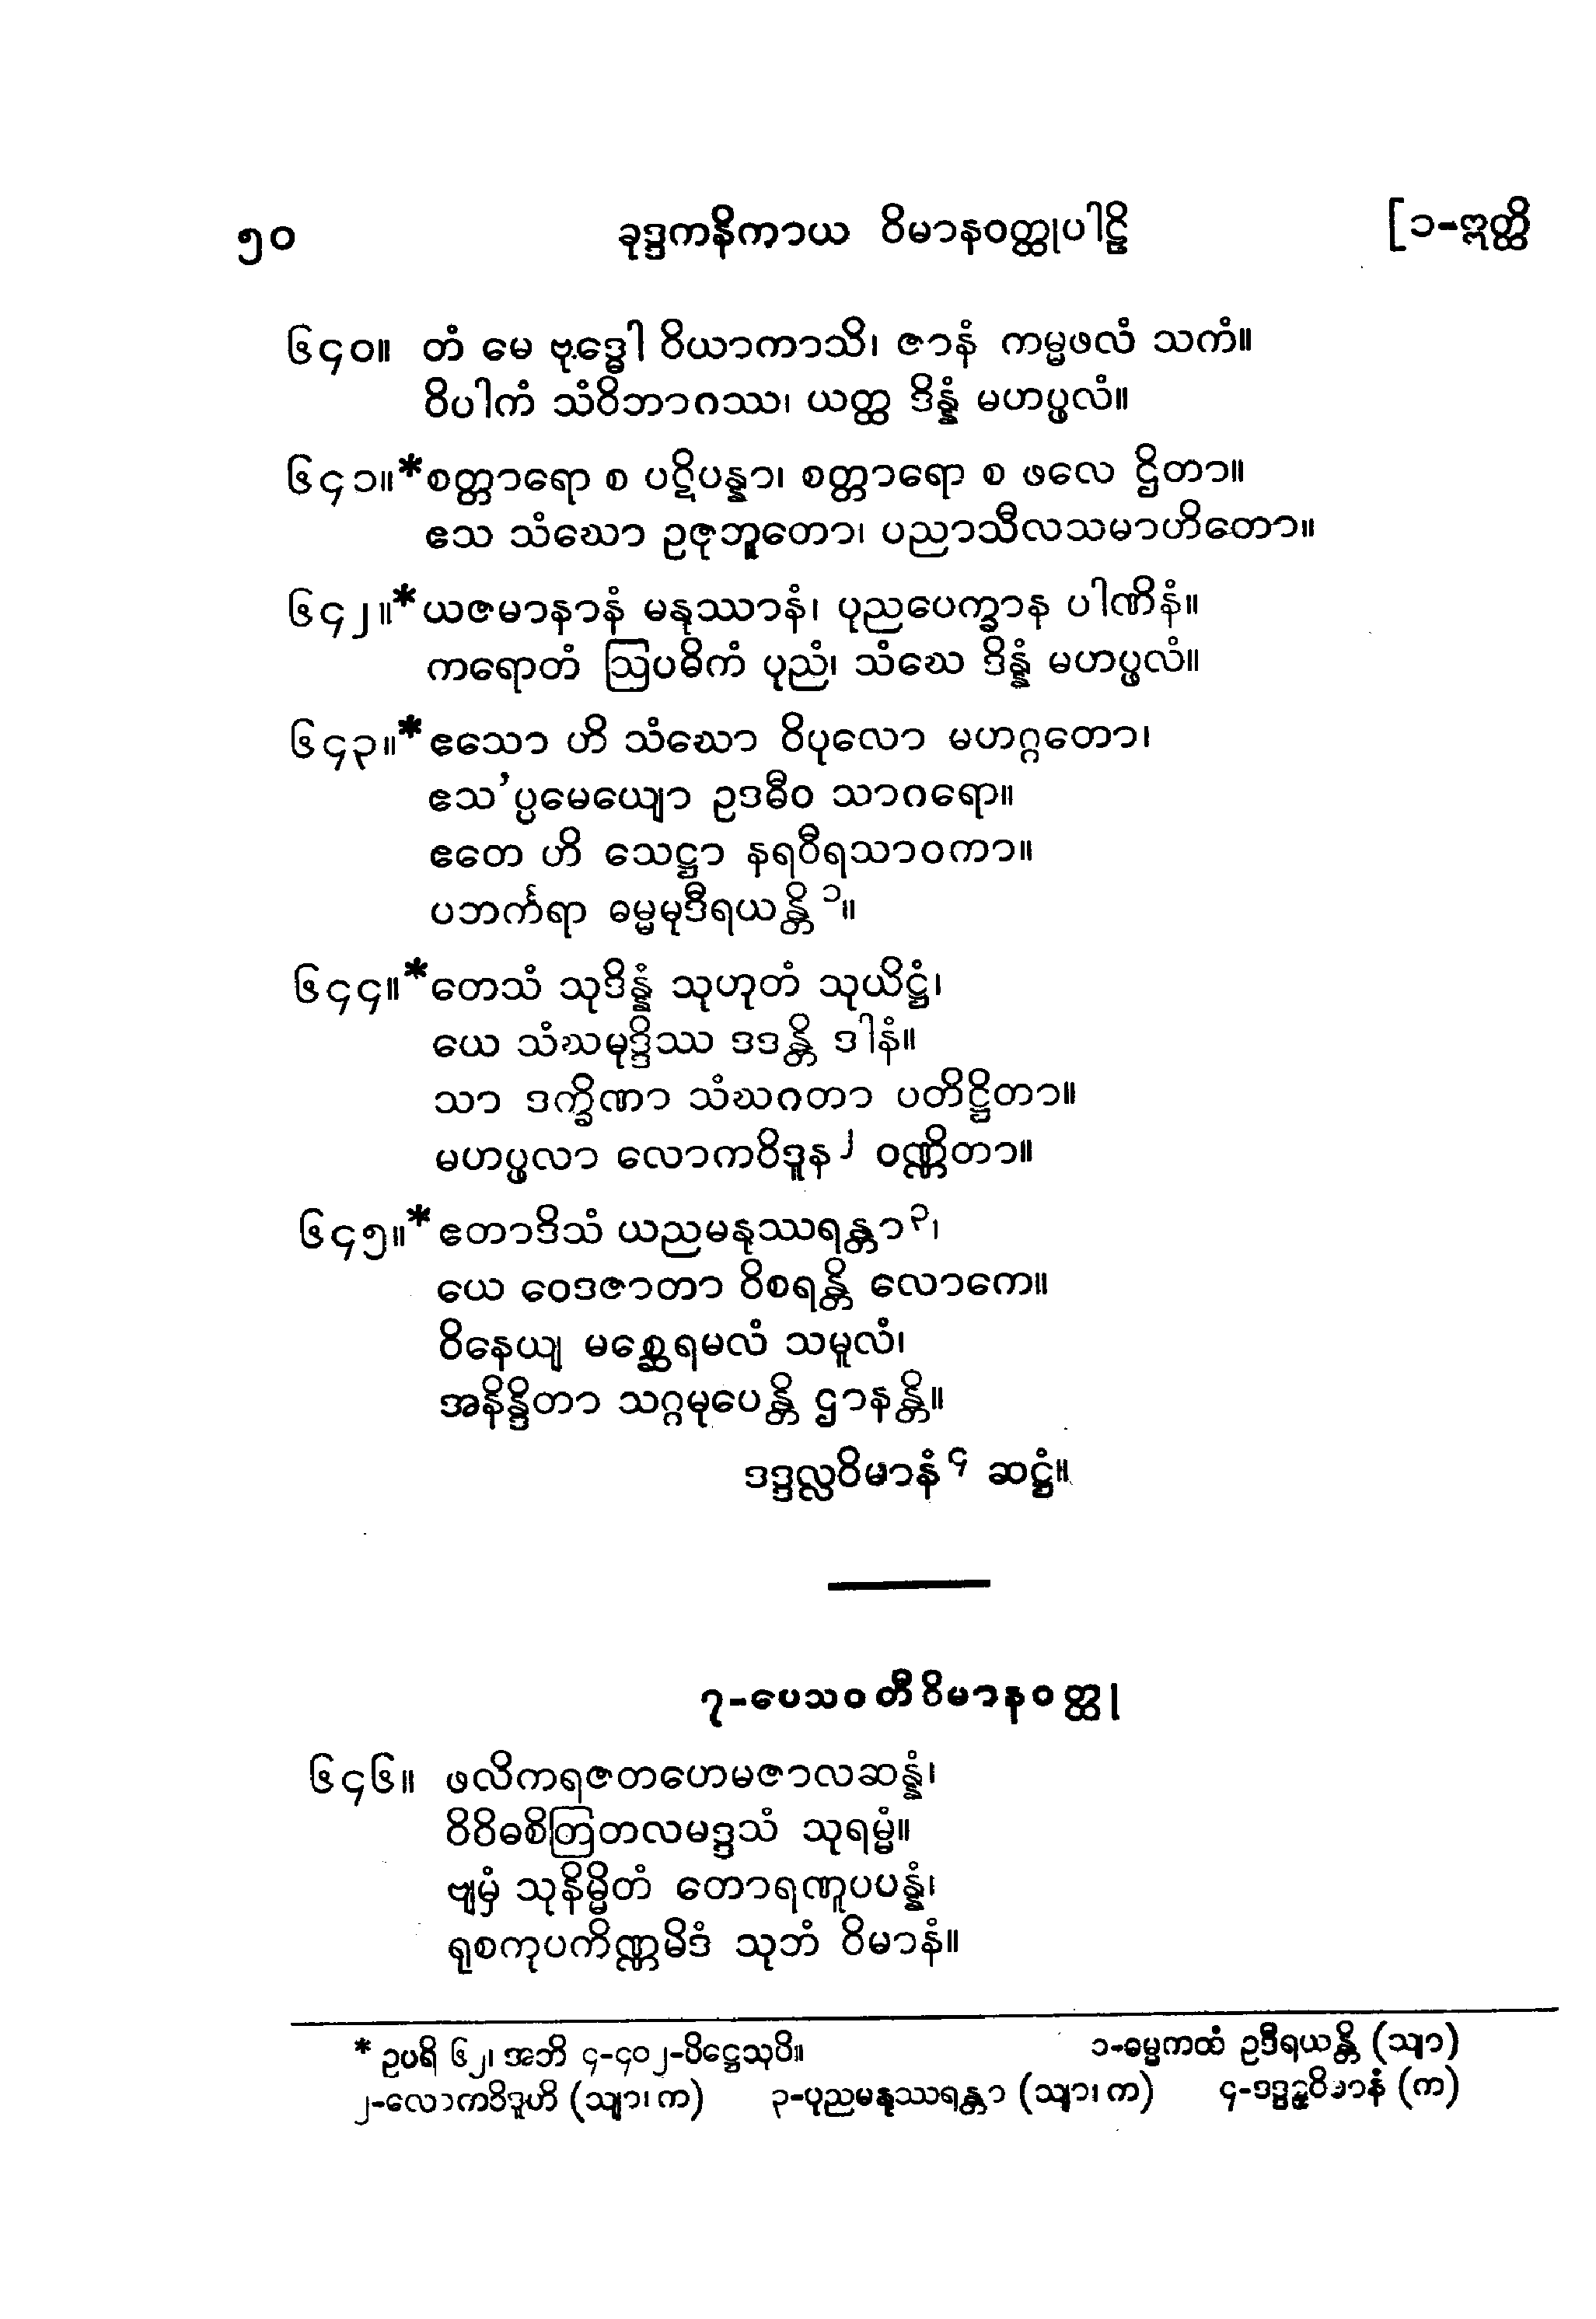 ၅၀ ခုဒ္ဒကနိကာယ ဝိမာနဝတ္ထုပါဠိ [၁-ဣတ္ထိ
၆၄၀။ တံ မေ ဗုဒ္ဓေါ ဝိယာကာသိ၊ ဇာနံ ကမ္မဖလံ သကံ။
ဝိပါကံ သံဝိဘာဂဿ၊ ယတ္ထ ဒိန္နံ မဟပ္ဖလံ။
၆၄၁။ *စတ္တာရော စ ပဋိပန္နာ၊ စတ္တာရော စ ဖလေ ဌိတာ။
ဧသ သံဃော ဥဇုဘူတော၊ ပညာသီလသမာဟိတော။
၆၄၂။ *ယဇမာနာနံ မနုဿာနံ၊ ပုညပေက္ခာန ပါဏိနံ။
ကရောတံ ဩပဓိကံ ပုညံ၊ သံဃေ ဒိန္နံ မဟပ္ဖလံ။
၆၄၃။ *ဧသော ဟိ သံဃော ဝိပုလော မဟဂ္ဂတော၊
ဧသ’ပ္ပမေယျော ဥဒဓီဝ သာဂရော။
ဧတေ ဟိ သေဋ္ဌာ နရဝီရသာဝကာ။
ပဘင်္ကရာ ဓမ္မမုဒီရယန္တိ ၁။
၆၄၄။ *တေသံ သုဒိန္နံ သုဟုတံ သုယိဋ္ဌံ၊
ယေ သံဃမုဒ္ဒိဿ ဒဒန္တိ ဒါနံ။
သာ ဒက္ခိဏာ သံဃဂတာ ပတိဋ္ဌိတာ။
မဟပ္ဖလာ လောကဝိဒူန ၂ ဝဏ္ဏိတာ။
၆၄၅။ *ဧတာဒိသံ ယညမနုဿရန္တာ ၃၊
ယေ ဝေဒဇာတာ ဝိစရန္တိ လောကေ။
ဝိနေယျ မစ္ဆေရမလံ သမူလံ၊
အနိန္ဒိတာ သဂ္ဂမုပေန္တိ ဌာနန္တိ။
ဒဒ္ဒလ္လဝိမာနံ ၄ ဆဋ္ဌံ။
၇-ပေသဝတီဝိမာနဝတ္ထု
၆၄၆။ ဖလိကရဇတဟေမဇာလဆန္နံ၊
ဝိဝိဓစိတြတလမဒ္ဒသံ သုရမ္မံ။
ဗျမှံ သုနိမ္မိတံ တောရဏူပပန္နံ၊
ရုစကုပကိဏ္ဏမိဒံ သုဘံ ဝိမာနံ။
* ဥပရိ ၆၂၊ အဘိ ၄-၄၀၂-ပိဋ္ဌေသုပိ။ ၁-ဓမ္မကထံ ဥဒီရယန္တိ (သျာ)
၂-လောကဝိဒူဟိ (သျာ၊ က) ၃-ပုညမနုဿရန္တာ (သျာ၊ က) ၄-ဒဒ္ဒဠ္ဠဝိမာနံ (က)